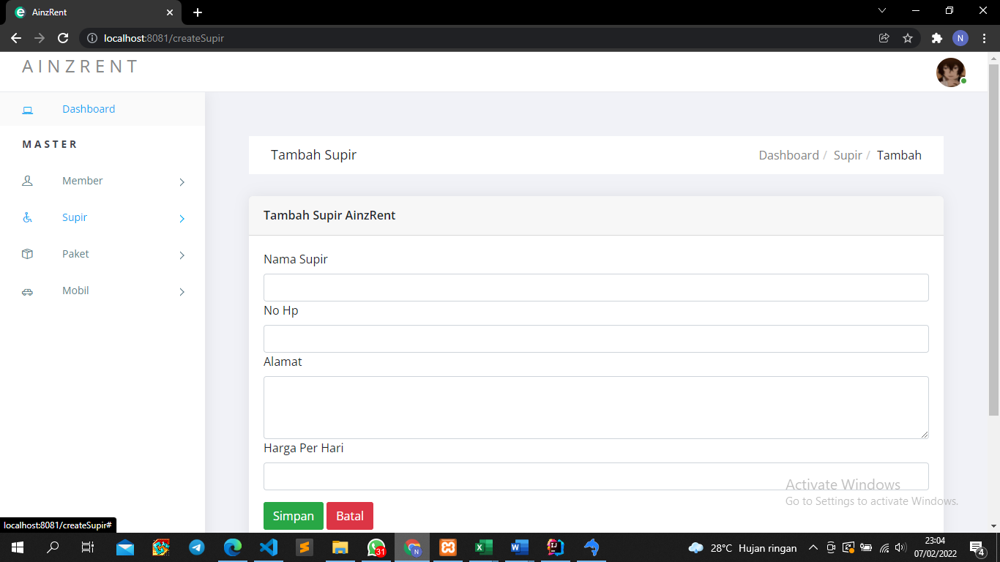 AinzRent
localhost:8081/createSupir
N
AINZRENT
Dashboard
MASTER
Member
Supir
Paket
Mobil
Tambah Supir
Dashboard / Supir / Tambah
Tambah Supir AinzRent
Nama Supir
No Hp
Alamat
Harga Per Hari
Simpan Batal
Activate Windows
Go to Settings to activate Windows.
localhost:8081/createSupir#
31
N
X
W
IJ
28°C Hujan ringan
23:04
07/02/2022
4